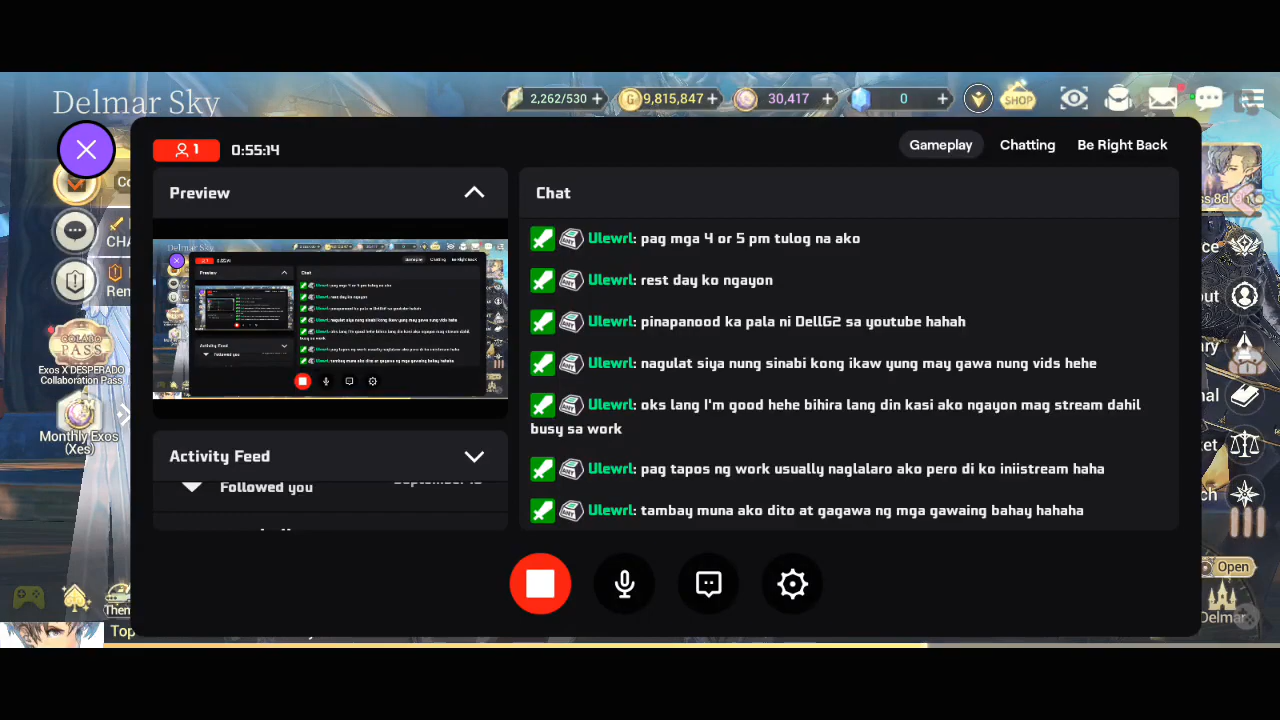 Delmar Sky
2,262/530
9,815,847
30,417
0
SHOP
1
0:55:14
Gameplay
Chatting
Be Right Back
Preview
Chat
Ulewrl: pag mga 4 or 5 pm tulog na ako
Ulewrl: rest day ko ngayon
Ulewrl: pinapanood ka pala ni DellG2 sa youtube hahah
Ulewrl: nagulat siya nung sinabi kong ikaw yung may gawa nung vids hehe
Ulewrl: oks lang I'm good hehe bihira lang din kasi ako ngayon mag stream dahil
busy sa work
Ulewrl: pag tapos ng work usually naglalaro ako pero di ko iniistream haha
Ulewrl: tambay muna ako dito at gagawa ng mga gawaing bahay hahaha
Activity Feed
Followed you
COLABO
PASS
Exos X DESPERADO
Collaboration Pass
Monthly Exos
(Xes)
Open
Delmar
Top